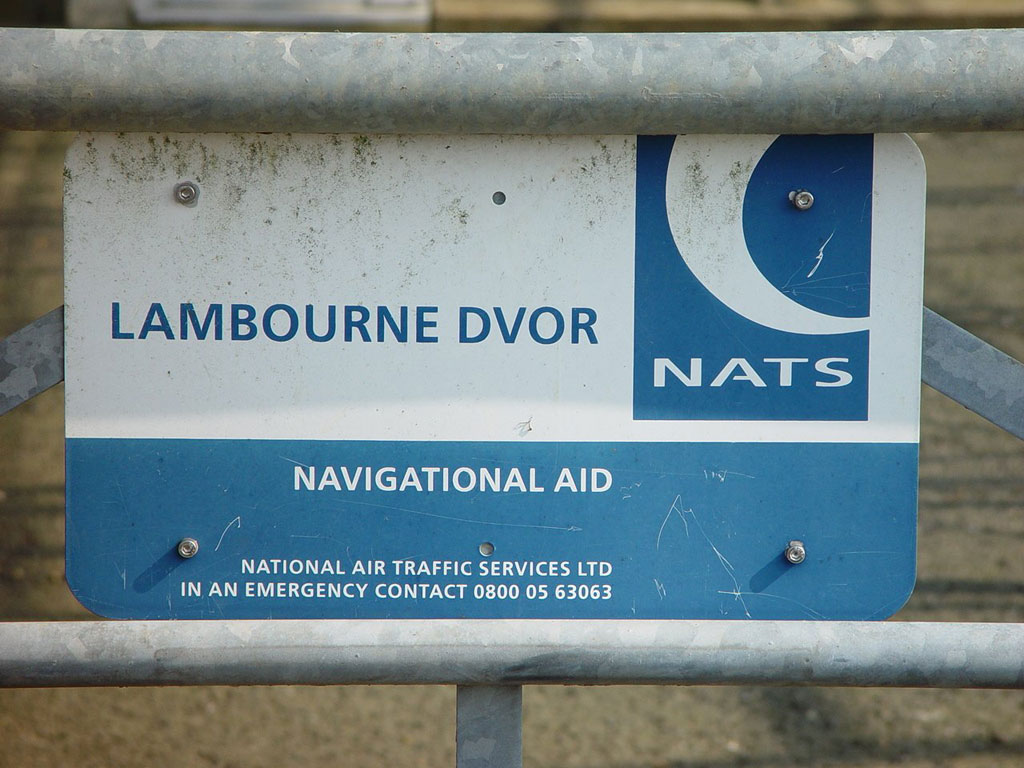 LAMBOURNE DVOR
NATS
NAVIGATIONAL AID
NATIONAL AIR TRAFFIC SERVICES LTD
IN AN EMERGENCY CONTACT 0800 05 63063